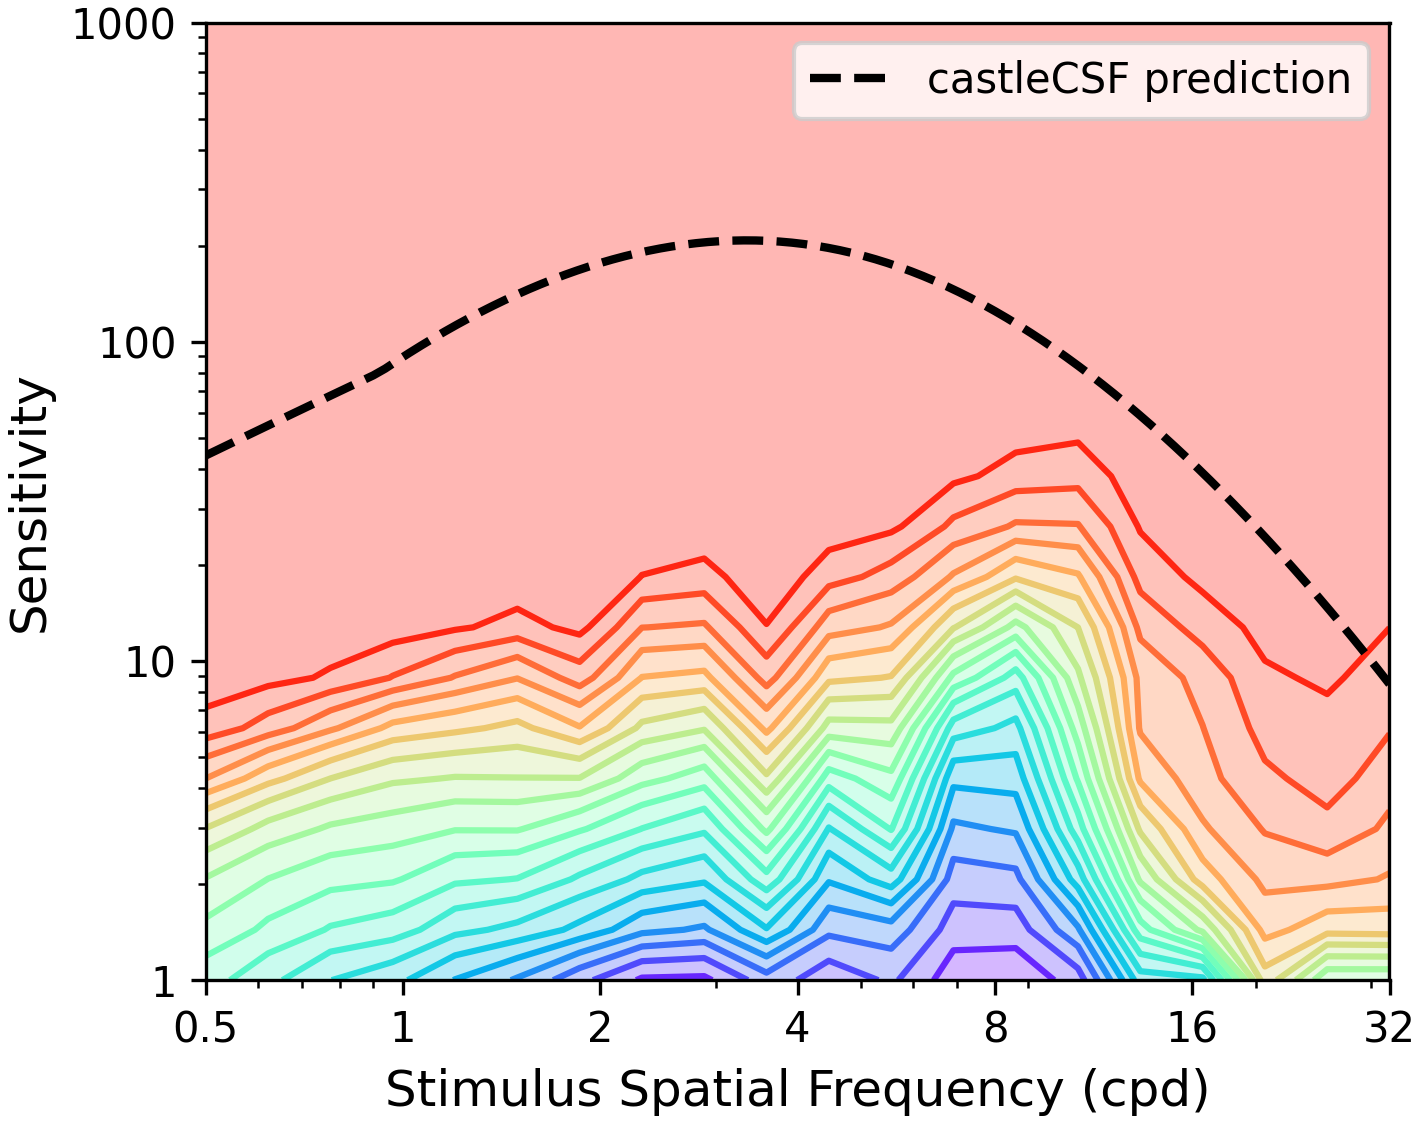 1000
100
10
1
Sensitivity
castleCSF prediction
0.5 1 2 4 8 16 32
Stimulus Spatial Frequency (cpd)